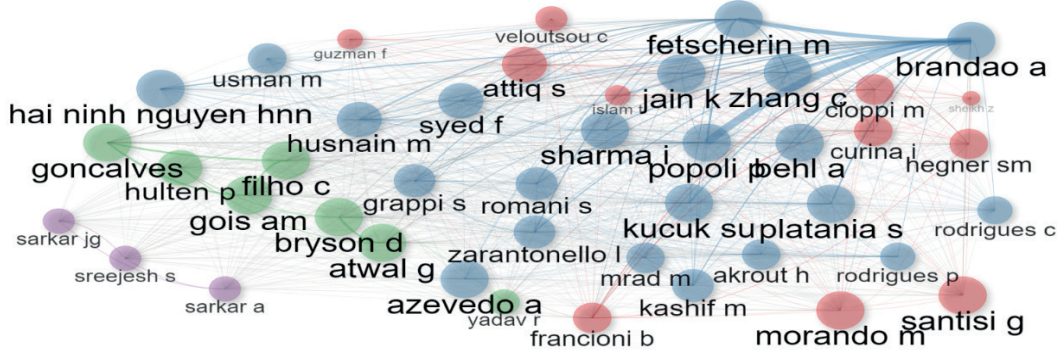 veloutsou c
guzman f
fetscherin m
brandao a
usman m
attiq s
jain k
zhang c
cioppi m
sheikh z
islam t
hai ninh nguyen hnn
husnain m
syed f
sharma i
popoli p
behl a
curina i
hegner sm
goncalves
hulten p
filho c
grappi s
romani s
gois am
kucuk su
platania s
rodrigues c
sarkar jg
bryson d
zarantonello l
atwal g
sreejesh s
mrad m
akrout h
rodrigues p
sarkar a
azevedo a
kashif m
yadav r
francioni b
morando m
santisi g